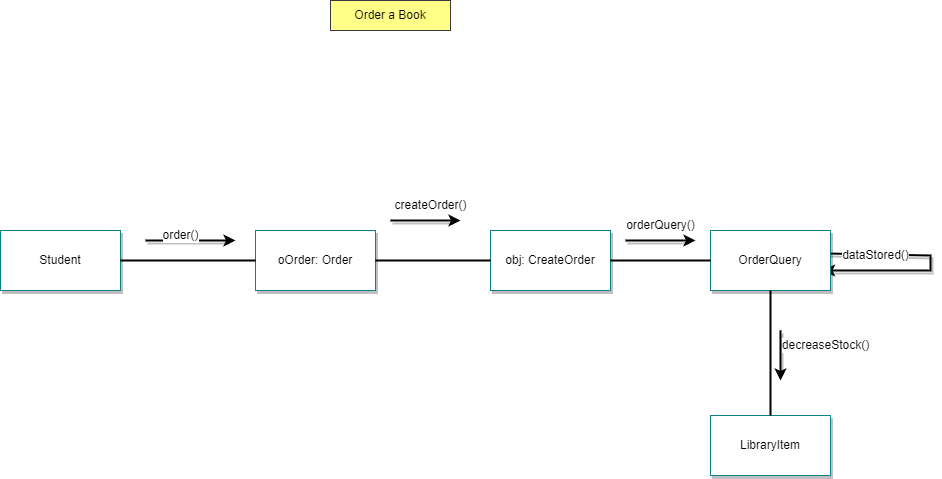 Order a Book
createOrder()
order()
orderQuery()
Student
oOrder: Order
obj: CreateOrder
OrderQuery
dataStored()
decreaseStock()
LibraryItem